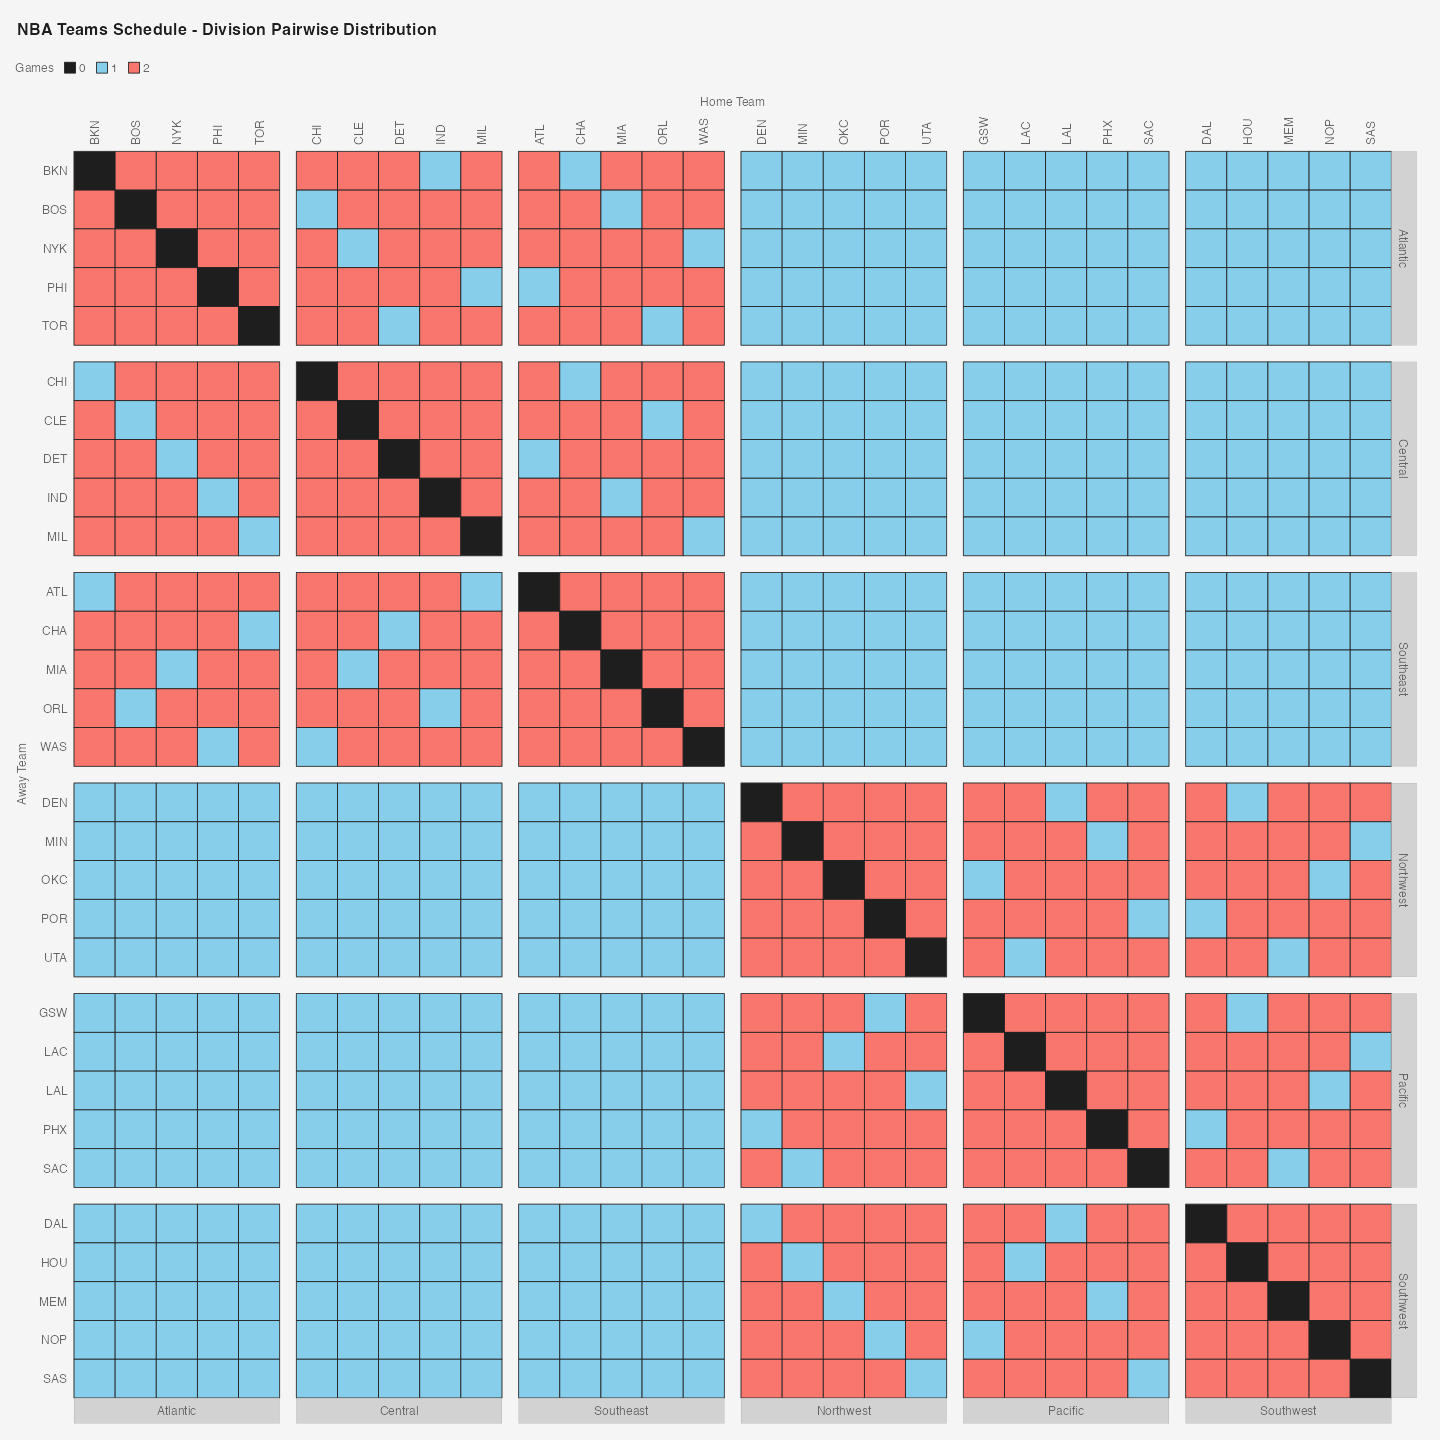 NBA Teams Schedule - Division Pairwise Distribution
Games 0 1 2
Home Team
BKN BOS NYK PHI TOR CHI CLE DET IND MIL ATL CHA MIA ORL WAS DEN MIN OKC POR UTA GSW LAC LAL PHX SAC DAL HOU MEM NOP SAS
BKN
BOS
NYK
PHI
TOR
Atlantic
CHI
CLE
DET
IND
MIL
Central
ATL
CHA
MIA
ORL
WAS
Southeast
Away Team
DEN
MIN
OKC
POR
UTA
Northwest
GSW
LAC
LAL
PHX
SAC
Pacific
DAL
HOU
MEM
NOP
SAS
Southwest
Atlantic Central Southeast Northwest Pacific Southwest